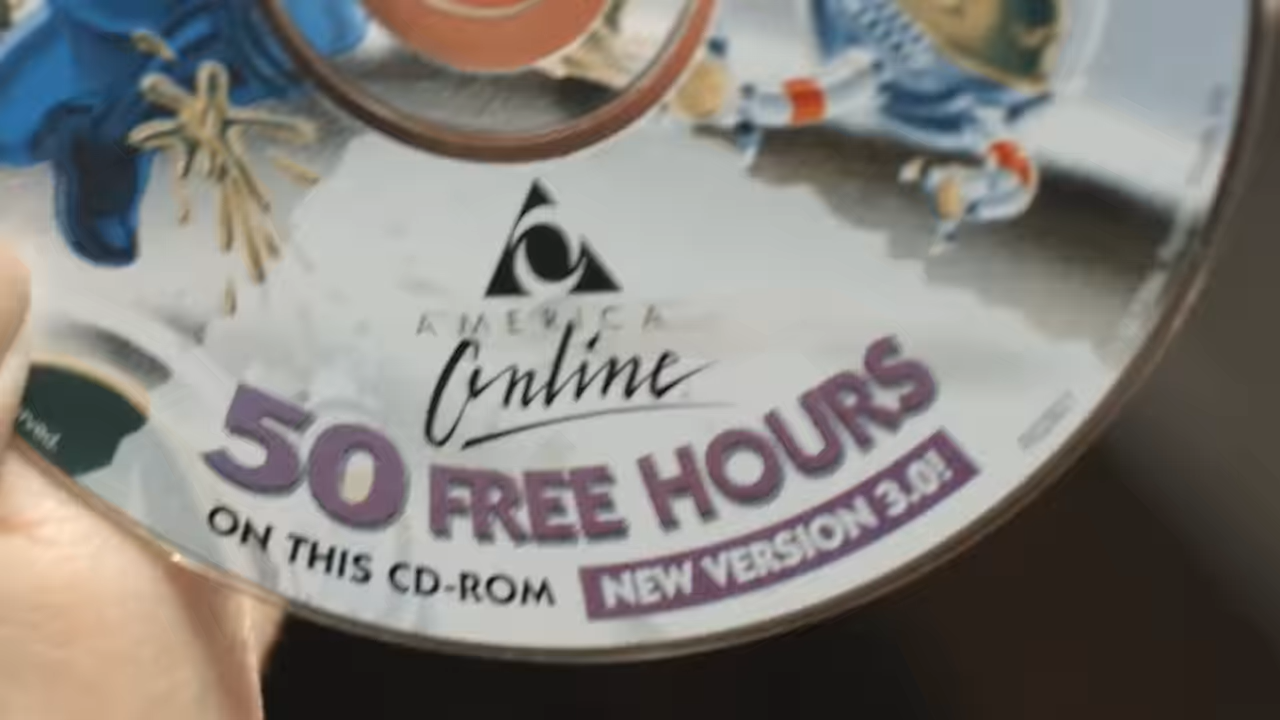 AMERICA
Online
50 FREE HOURS
ON THIS CD-ROM
NEW VERSION 3.0!